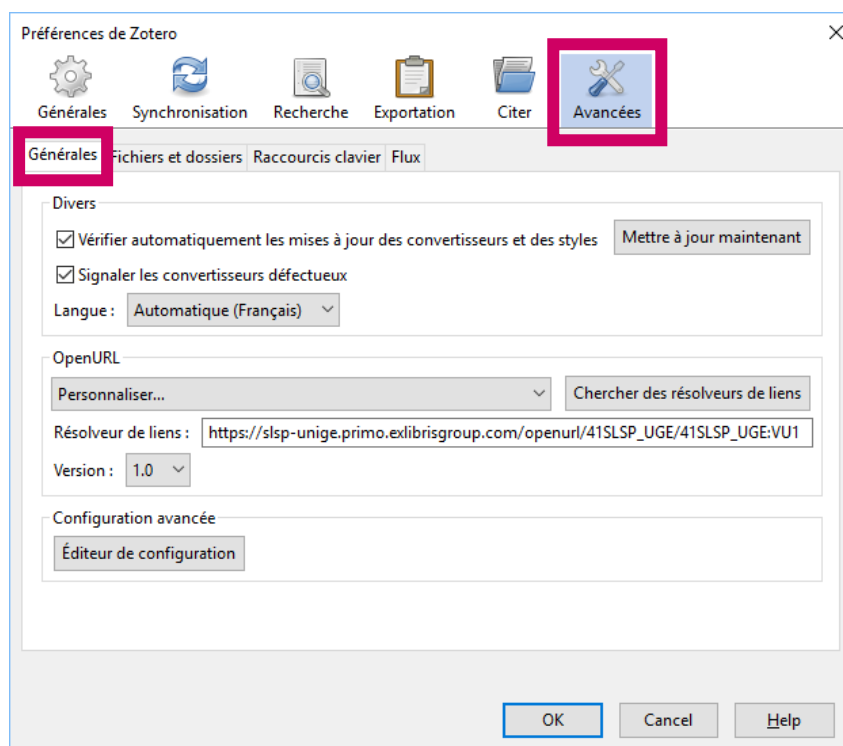 Préférences de Zotero
Générales Synchronisation Recherche Exportation Citer Avancées
Générales Fichiers et dossiers Raccourcis clavier Flux
Divers
Vérifier automatiquement les mises à jour des convertisseurs et des styles Mettre à jour maintenant
Signaler les convertisseurs défectueux
Langue : Automatique (Français)
OpenURL
Personnaliser... Chercher des résolveurs de liens
Résolveur de liens : https://slsp-unige.primo.exlibrisgroup.com/openurl/41SLSP_UGE/41SLSP_UGE:VU1
Version : 1.0
Configuration avancée
Éditeur de configuration
OK Cancel Help